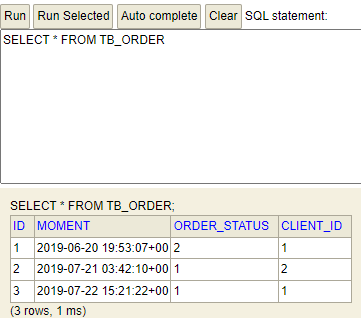 Run Run Selected Auto complete Clear SQL statement:
SELECT * FROM TB_ORDER
SELECT * FROM TB_ORDER;
ID MOMENT ORDER_STATUS CLIENT_ID
1 2019-06-20 19:53:07+00 2 1
2 2019-07-21 03:42:10+00 1 2
3 2019-07-22 15:21:22+00 1 1
(3 rows, 1 ms)